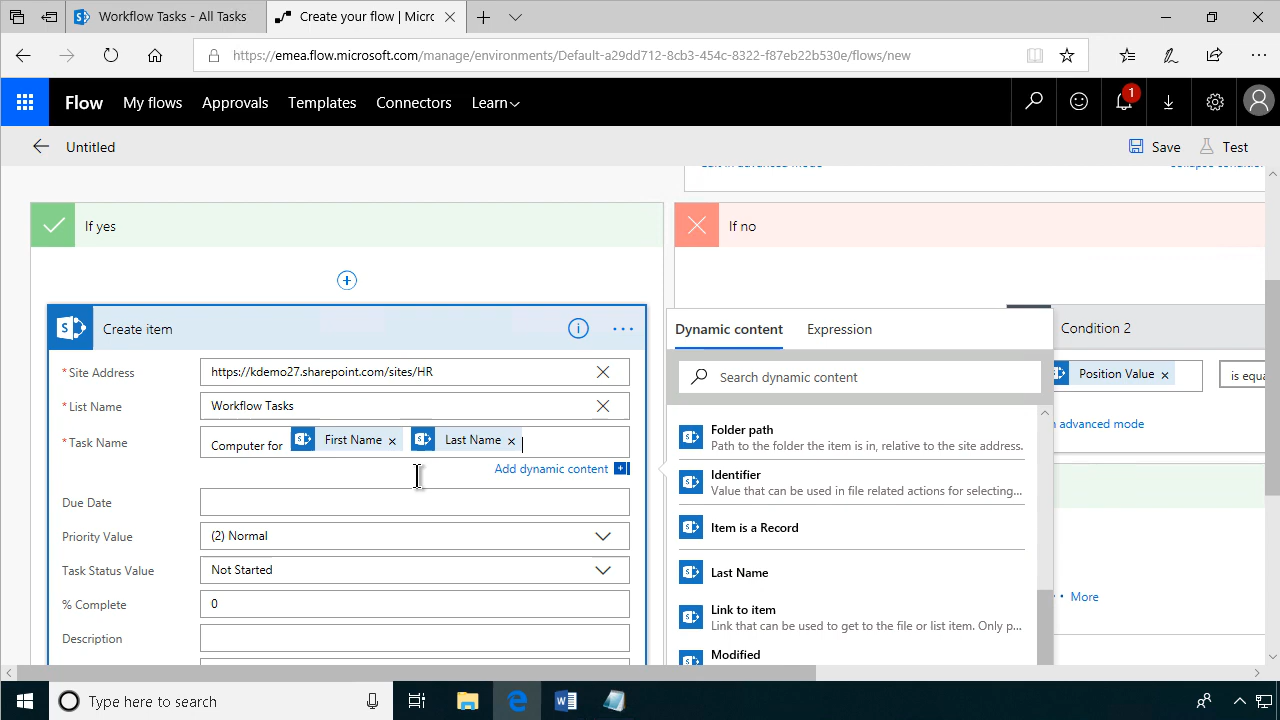 Workflow Tasks - All Tasks
Create your flow | Micro
https://emea.flow.microsoft.com/manage/environments/Default-a29dd712-8cb3-454c-8322-f87eb22b530e/flows/new
Flow My flows Approvals Templates Connectors Learn
1
Untitled
Save Test
If yes
If no
Create item
* Site Address https://kdemo27.sharepoint.com/sites/HR
* List Name Workflow Tasks
* Task Name Computer for First Name × Last Name ×
Add dynamic content
Due Date
Priority Value (2) Normal
Task Status Value Not Started
% Complete 0
Description
Dynamic content Expression
Search dynamic content
Folder path
Path to the folder the item is in, relative to the site address.
Identifier
Value that can be used in file related actions for selecting...
Item is a Record
Last Name
Link to item
Link that can be used to get to the file or list item. Only p...
Modified
Condition 2
Position Value × is equa
advanced mode
More
Type here to search